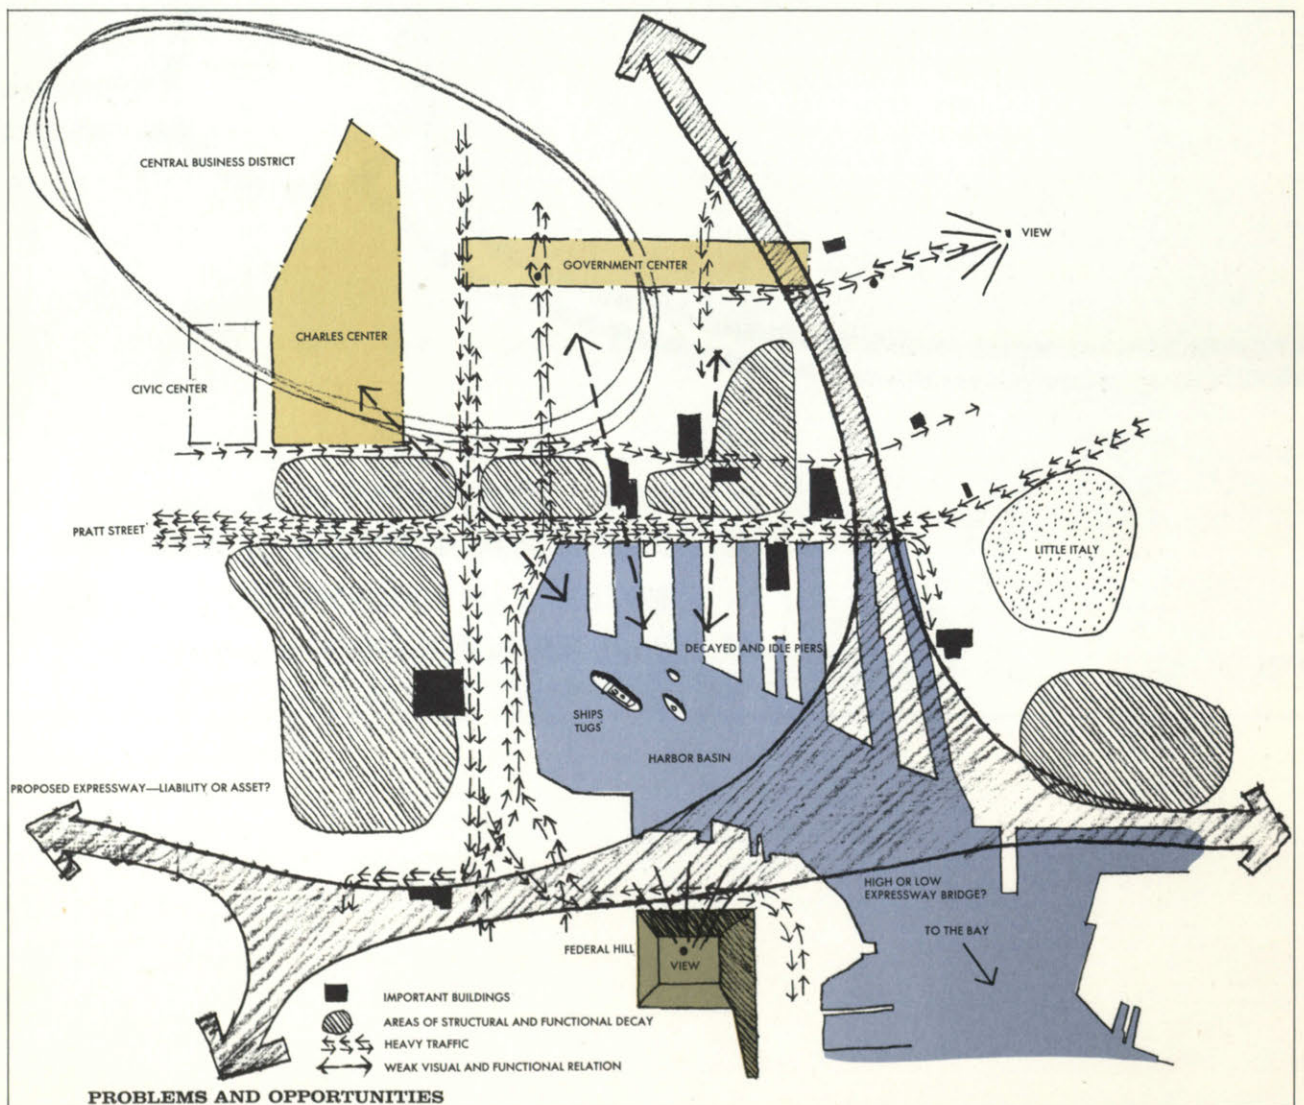 CENTRAL BUSINESS DISTRICT
VIEW
GOVERNMENT CENTER
CHARLES CENTER
CIVIC CENTER
PRATT STREET
LITTLE ITALY
DECAYED AND IDLE PIERS
SHIPS
TUGS
HARBOR BASIN
PROPOSED EXPRESSWAY—LIABILITY OR ASSET?
HIGH OR LOW
EXPRESSWAY BRIDGE?
TO THE BAY
FEDERAL HILL
VIEW
IMPORTANT BUILDINGS
AREAS OF STRUCTURAL AND FUNCTIONAL DECAY
HEAVY TRAFFIC
WEAK VISUAL AND FUNCTIONAL RELATION
PROBLEMS AND OPPORTUNITIES